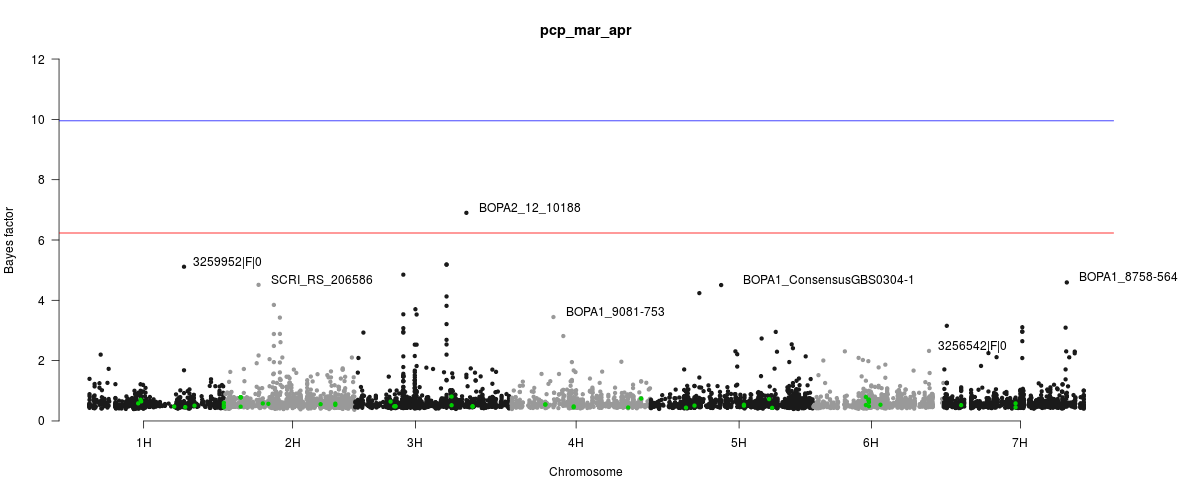 pcp_mar_apr
12
10
8
6
4
2
0
Bayes factor
BOPA2_12_10188
3259952|F|0
SCRI_RS_206586
BOPA1_ConsensusGBS0304-1
BOPA1_8758-564
BOPA1_9081-753
3256542|F|0
1H 2H 3H 4H 5H 6H 7H
Chromosome